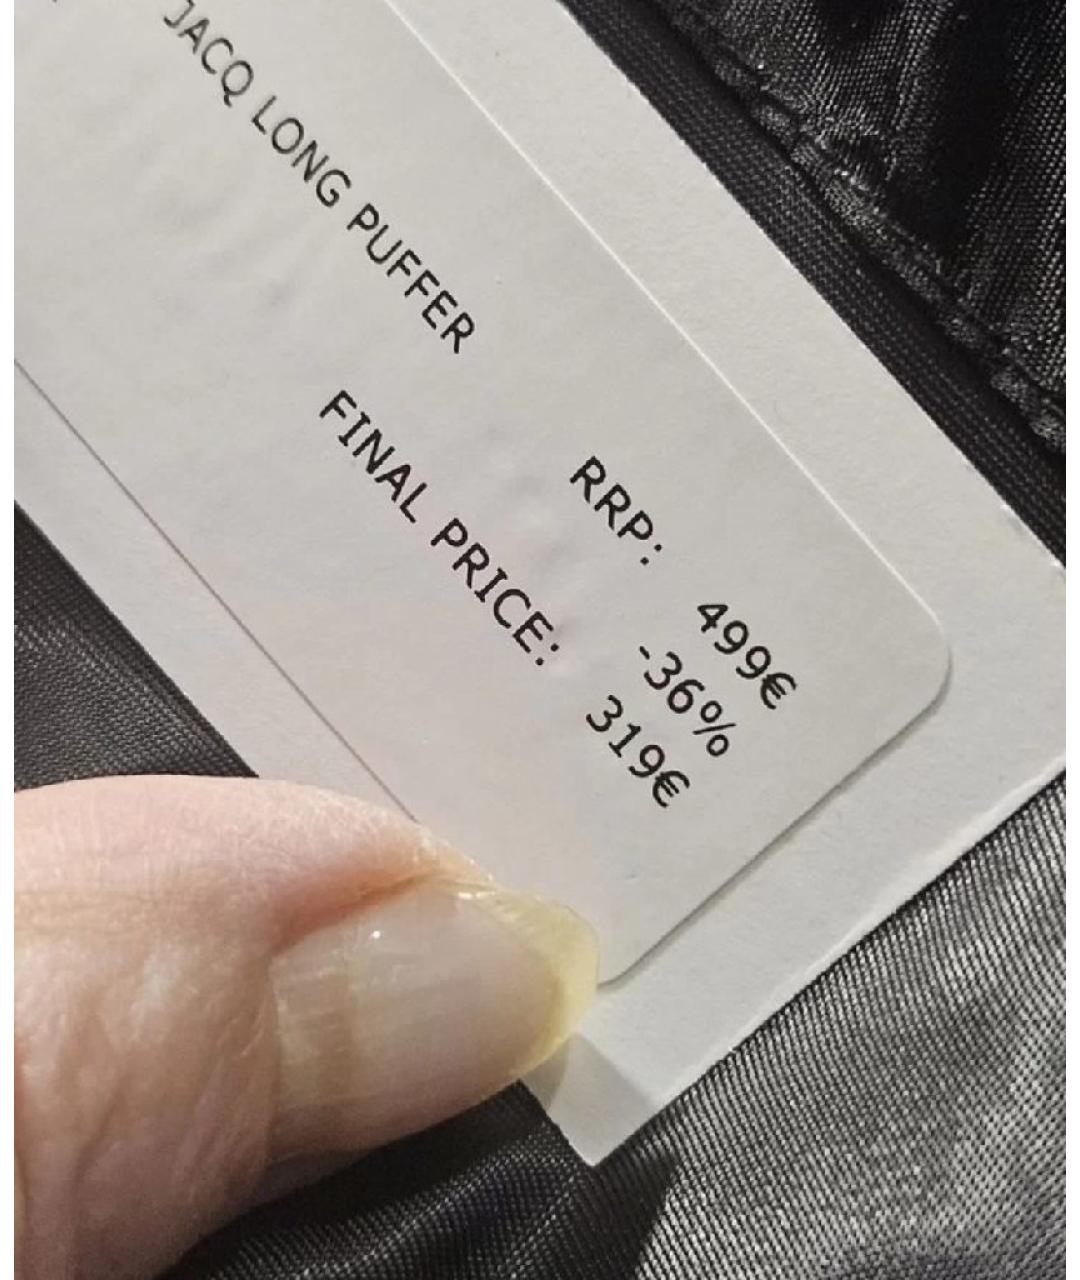 JACQ LONG PUFFER
RRP: 499€
-36%
FINAL PRICE: 319€